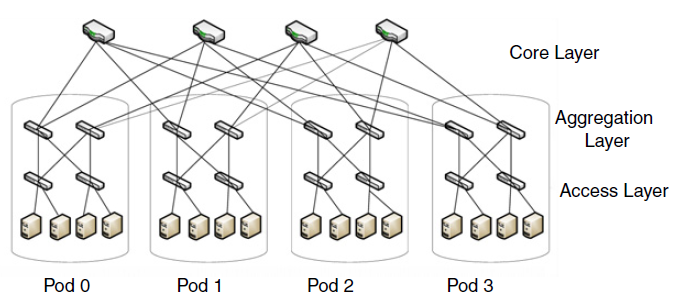 Core Layer
Aggregation
Layer
Access Layer
Pod 0
Pod 1
Pod 2
Pod 3